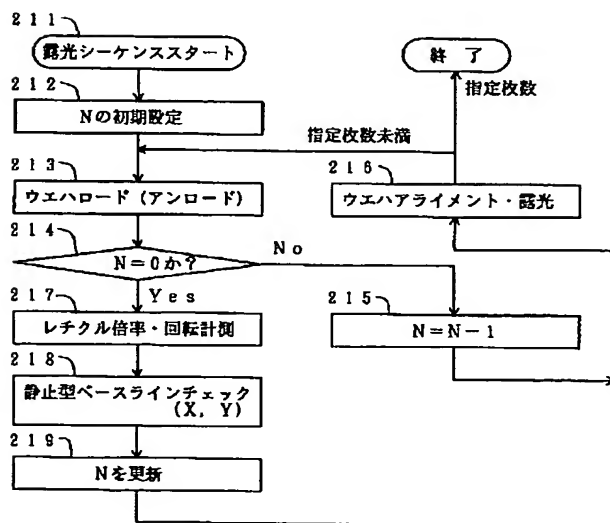 211
露光シーケンススタート
終 了
212
指定枚数
Nの初期設定
指定枚数未満
213
216
ウエハロード(アンロード)
ウエハアライメント・露光
214
No
N=0か?
Yes
215
217
レチクル倍率・回転計測
N=N-1
218
静止型ベースラインチェック
(X, Y)
219
Nを更新